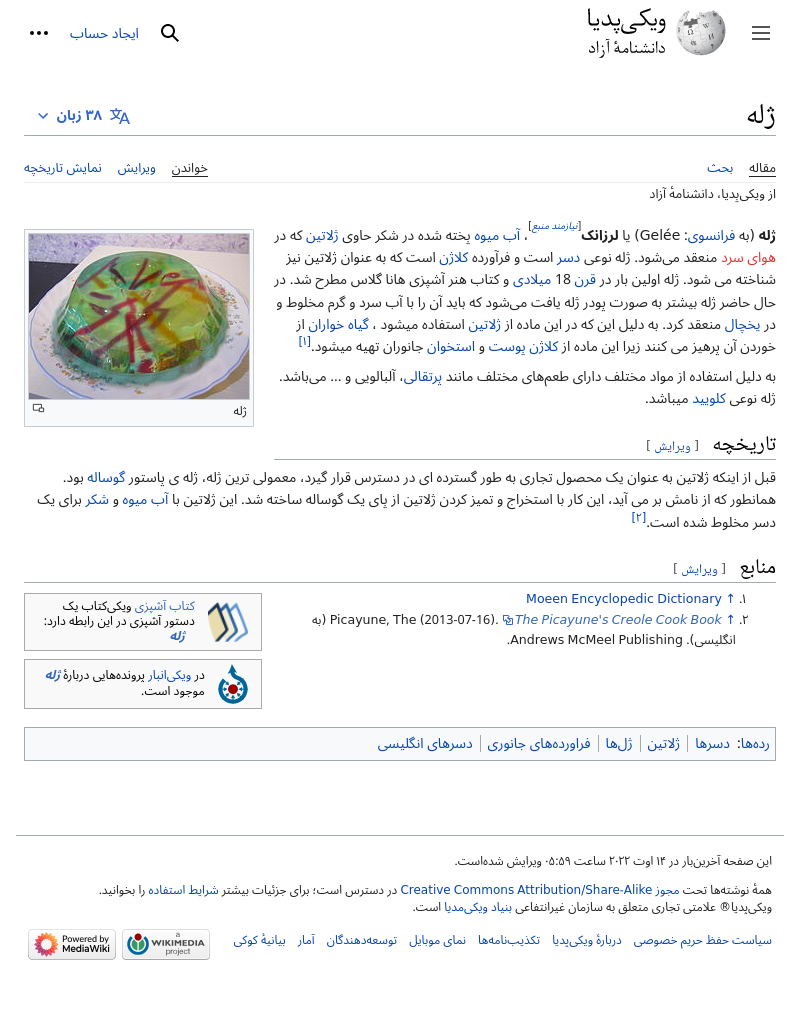 ویکی‌پدیا
دانشنامهٔ آزاد
ایجاد حساب
ژله
۳۸ زبان
مقاله
بحث
خواندن
ویرایش
نمایش تاریخچه
از ویکی‌پدیا، دانشنامهٔ آزاد
ژله (به فرانسوی: Gelée) یا لرزانک[نیازمند منبع]، آب میوه پخته شده در شکر حاوی ژلاتین که در
هوای سرد منعقد می‌شود. ژله نوعی دسر است و فرآورده کلاژن است که به عنوان ژلاتین نیز
شناخته می شود. ژله اولین بار در قرن 18 میلادی و کتاب هنر آشپزی هانا گلاس مطرح شد. در
حال حاضر ژله بیشتر به صورت پودر ژله یافت می‌شود که باید آن را با آب سرد و گرم مخلوط و
در یخچال منعقد کرد. به دلیل این که در این ماده از ژلاتین استفاده میشود ، گیاه خواران از
خوردن آن پرهیز می کنند زیرا این ماده از کلاژن پوست و استخوان جانوران تهیه میشود.[۱]
به دلیل استفاده از مواد مختلف دارای طعم‌های مختلف مانند پرتقالی، آلبالویی و ... می‌باشد.
ژله نوعی کلویید میباشد.
ژله
تاریخچه [ ویرایش ]
قبل از اینکه ژلاتین به عنوان یک محصول تجاری به طور گسترده ای در دسترس قرار گیرد، معمولی ترین ژله، ژله ی پاستور گوساله بود.
همانطور که از نامش بر می آید، این کار با استخراج و تمیز کردن ژلاتین از پای یک گوساله ساخته شد. این ژلاتین با آب میوه و شکر برای یک
دسر مخلوط شده است.[۲]
منابع [ ویرایش ]
۱. ↑ Moeen Encyclopedic Dictionary
۲. ↑ The Picayune's Creole Cook Book .(2013-07-16) Picayune, The (به
انگلیسی). Andrews McMeel Publishing.
کتاب آشپزی ویکی‌کتاب یک
دستور آشپزی در این رابطه دارد:
ژله
در ویکی‌انبار پرونده‌هایی دربارهٔ ژله
موجود است.
رده‌ها: دسرها | ژلاتین | ژل‌ها | فراورده‌های جانوری | دسرهای انگلیسی
این صفحه آخرین‌بار در ۱۴ اوت ۲۰۲۲ ساعت ۰۵:۵۹ ویرایش شده‌است.
همهٔ نوشته‌ها تحت مجوز Creative Commons Attribution/Share-Alike در دسترس است؛ برای جزئیات بیشتر شرایط استفاده را بخوانید.
ویکی‌پدیا® علامتی تجاری متعلق به سازمان غیرانتفاعی بنیاد ویکی‌مدیا است.
سیاست حفظ حریم خصوصی
دربارهٔ ویکی‌پدیا
تکذیب‌نامه‌ها
نمای موبایل
توسعه‌دهندگان
آمار
بیانیهٔ کوکی
a
WIKIMEDIA
project
Powered by
MediaWiki